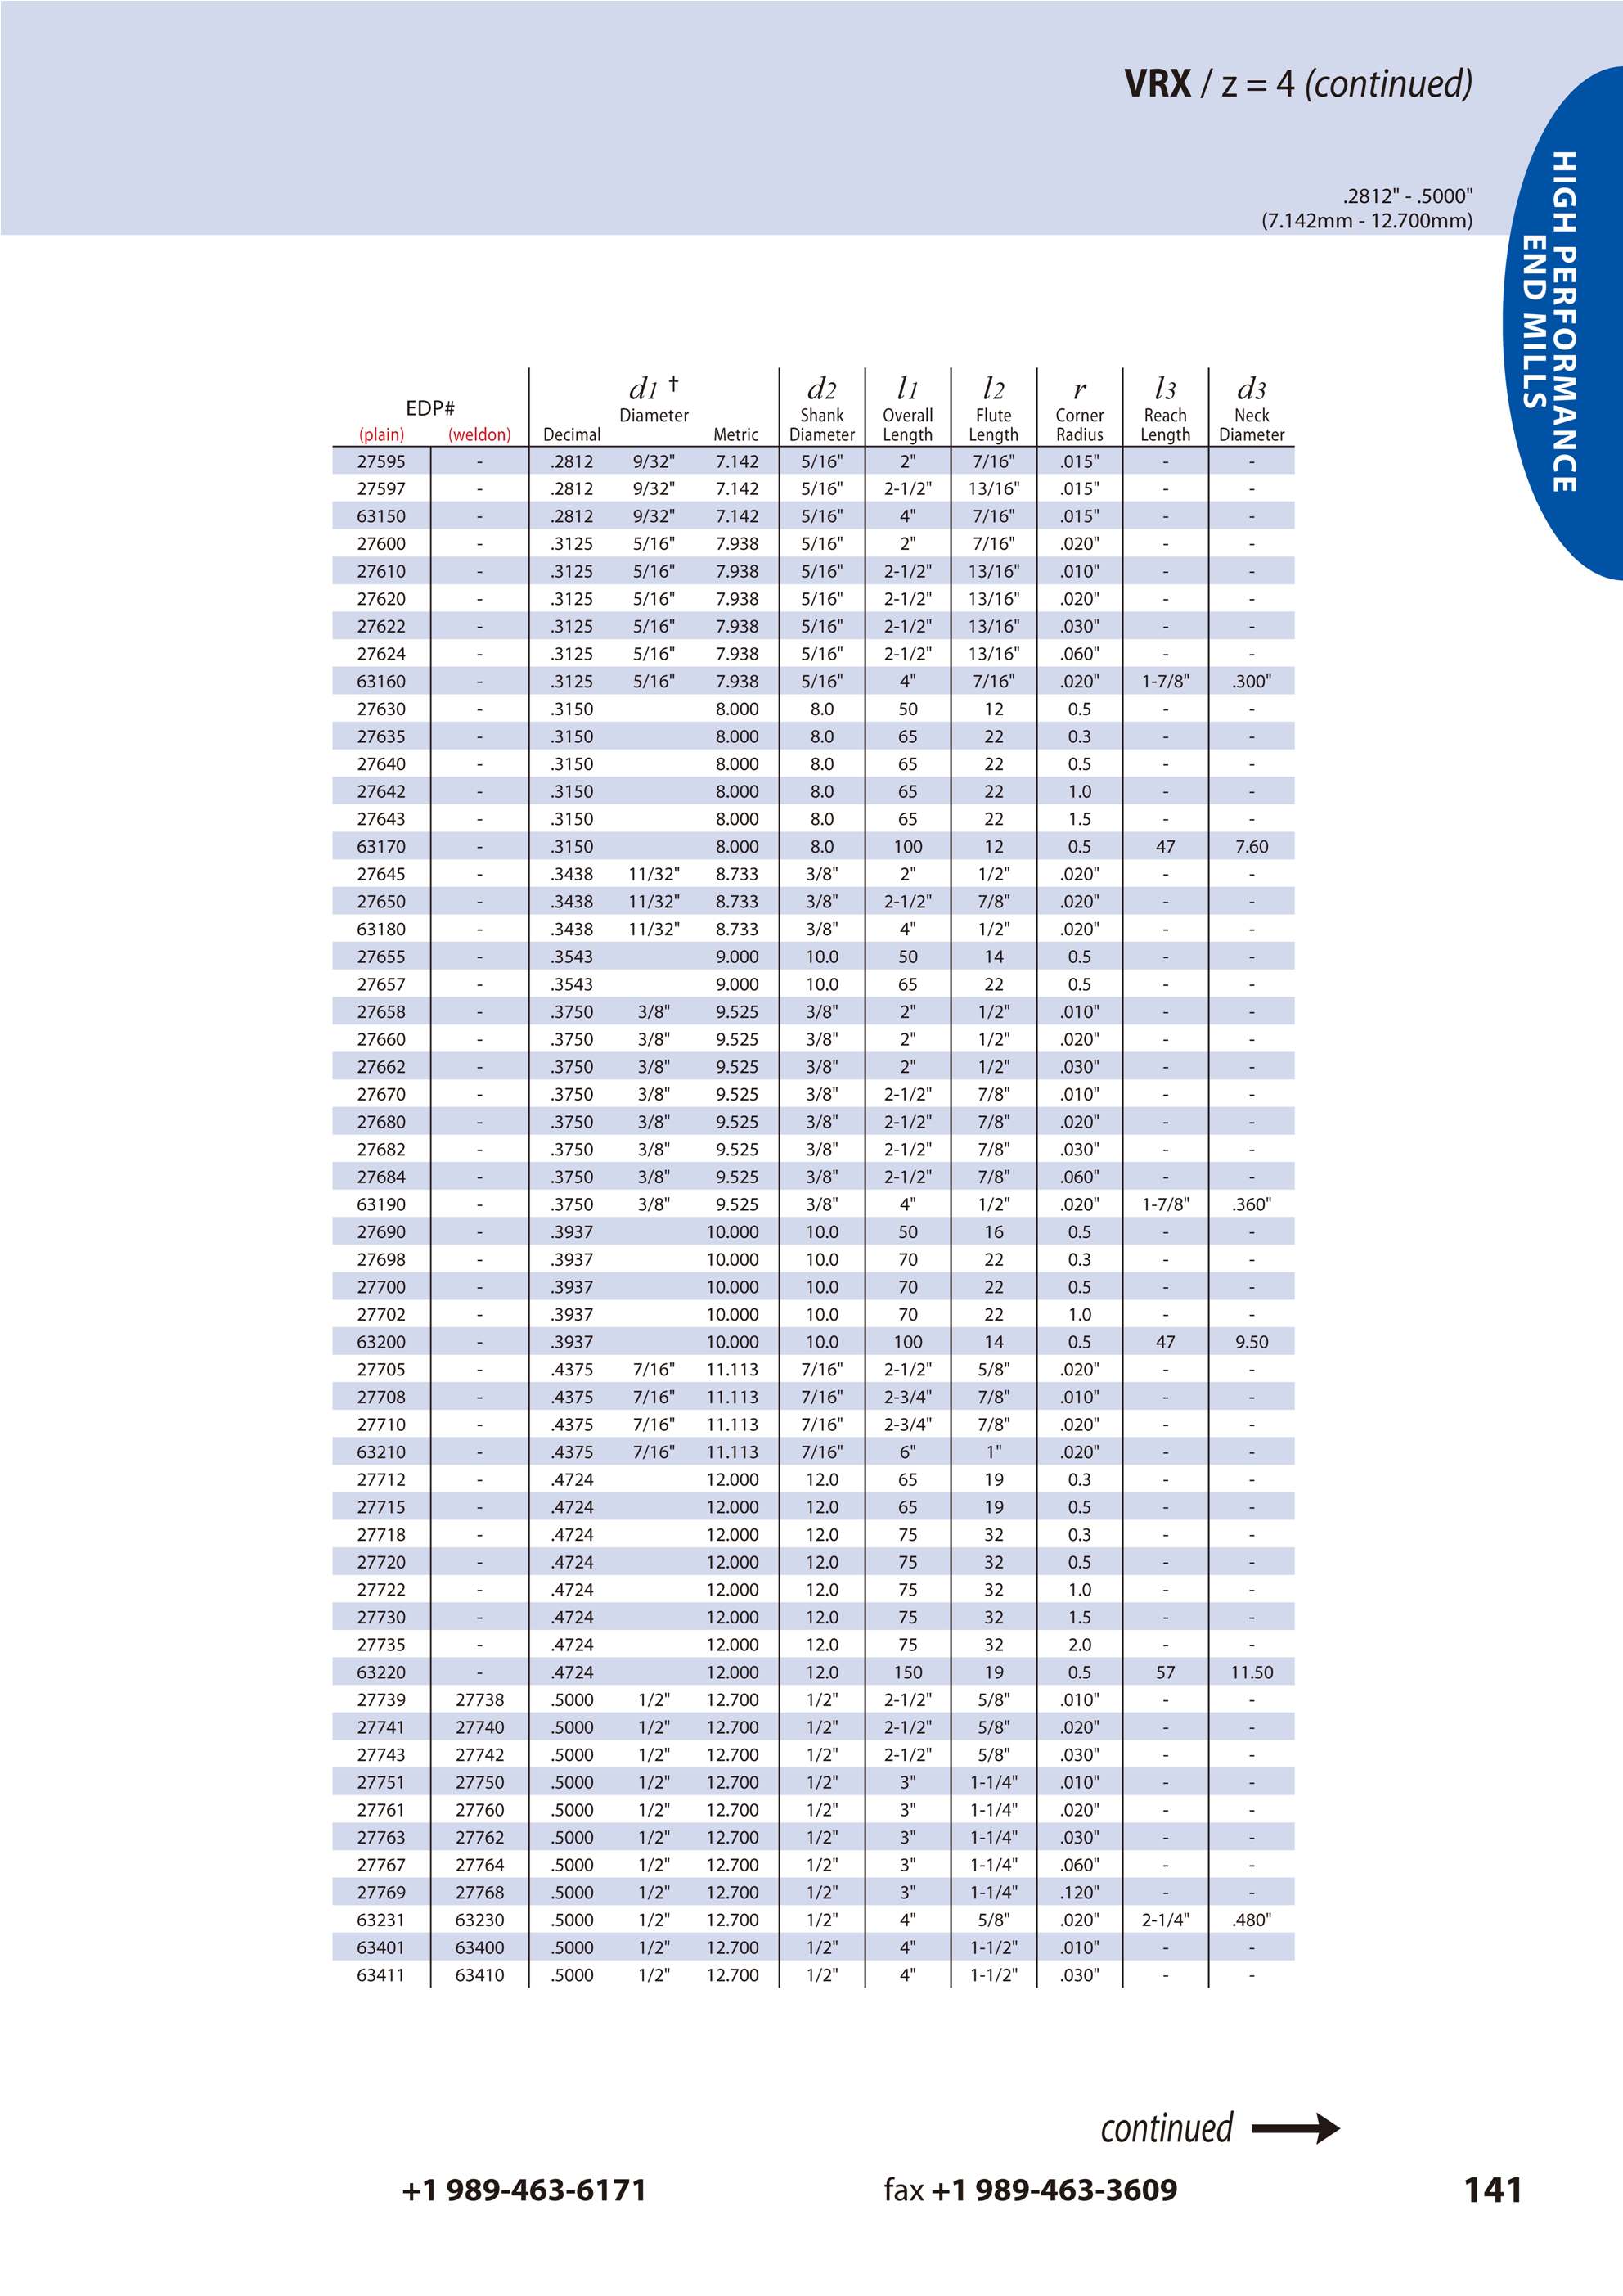 VRX / z = 4 (continued)
.2812" - .5000"
(7.142mm - 12.700mm)
HIGH PERFORMANCE
END MILLS
d1 † d2 l1 l2 r l3 d3
EDP# Diameter Shank Overall Flute Corner Reach Neck
(plain) (weldon) Decimal Metric Diameter Length Length Radius Length Diameter
27595 - .2812 9/32" 7.142 5/16" 2" 7/16" .015" - -
27597 - .2812 9/32" 7.142 5/16" 2-1/2" 13/16" .015" - -
63150 - .2812 9/32" 7.142 5/16" 4" 7/16" .015" - -
27600 - .3125 5/16" 7.938 5/16" 2" 7/16" .020" - -
27610 - .3125 5/16" 7.938 5/16" 2-1/2" 13/16" .010" - -
27620 - .3125 5/16" 7.938 5/16" 2-1/2" 13/16" .020" - -
27622 - .3125 5/16" 7.938 5/16" 2-1/2" 13/16" .030" - -
27624 - .3125 5/16" 7.938 5/16" 2-1/2" 13/16" .060" - -
63160 - .3125 5/16" 7.938 5/16" 4" 7/16" .020" 1-7/8" .300"
27630 - .3150 8.000 8.0 50 12 0.5 - -
27635 - .3150 8.000 8.0 65 22 0.3 - -
27640 - .3150 8.000 8.0 65 22 0.5 - -
27642 - .3150 8.000 8.0 65 22 1.0 - -
27643 - .3150 8.000 8.0 65 22 1.5 - -
63170 - .3150 8.000 8.0 100 12 0.5 47 7.60
27645 - .3438 11/32" 8.733 3/8" 2" 1/2" .020" - -
27650 - .3438 11/32" 8.733 3/8" 2-1/2" 7/8" .020" - -
63180 - .3438 11/32" 8.733 3/8" 4" 1/2" .020" - -
27655 - .3543 9.000 10.0 50 14 0.5 - -
27657 - .3543 9.000 10.0 65 22 0.5 - -
27658 - .3750 3/8" 9.525 3/8" 2" 1/2" .010" - -
27660 - .3750 3/8" 9.525 3/8" 2" 1/2" .020" - -
27662 - .3750 3/8" 9.525 3/8" 2" 1/2" .030" - -
27670 - .3750 3/8" 9.525 3/8" 2-1/2" 7/8" .010" - -
27680 - .3750 3/8" 9.525 3/8" 2-1/2" 7/8" .020" - -
27682 - .3750 3/8" 9.525 3/8" 2-1/2" 7/8" .030" - -
27684 - .3750 3/8" 9.525 3/8" 2-1/2" 7/8" .060" - -
63190 - .3750 3/8" 9.525 3/8" 4" 1/2" .020" 1-7/8" .360"
27690 - .3937 10.000 10.0 50 16 0.5 - -
27698 - .3937 10.000 10.0 70 22 0.3 - -
27700 - .3937 10.000 10.0 70 22 0.5 - -
27702 - .3937 10.000 10.0 70 22 1.0 - -
63200 - .3937 10.000 10.0 100 14 0.5 47 9.50
27705 - .4375 7/16" 11.113 7/16" 2-1/2" 5/8" .020" - -
27708 - .4375 7/16" 11.113 7/16" 2-3/4" 7/8" .010" - -
27710 - .4375 7/16" 11.113 7/16" 2-3/4" 7/8" .020" - -
63210 - .4375 7/16" 11.113 7/16" 6" 1" .020" - -
27712 - .4724 12.000 12.0 65 19 0.3 - -
27715 - .4724 12.000 12.0 65 19 0.5 - -
27718 - .4724 12.000 12.0 75 32 0.3 - -
27720 - .4724 12.000 12.0 75 32 0.5 - -
27722 - .4724 12.000 12.0 75 32 1.0 - -
27730 - .4724 12.000 12.0 75 32 1.5 - -
27735 - .4724 12.000 12.0 75 32 2.0 - -
63220 - .4724 12.000 12.0 150 19 0.5 57 11.50
27739 27738 .5000 1/2" 12.700 1/2" 2-1/2" 5/8" .010" - -
27741 27740 .5000 1/2" 12.700 1/2" 2-1/2" 5/8" .020" - -
27743 27742 .5000 1/2" 12.700 1/2" 2-1/2" 5/8" .030" - -
27751 27750 .5000 1/2" 12.700 1/2" 3" 1-1/4" .010" - -
27761 27760 .5000 1/2" 12.700 1/2" 3" 1-1/4" .020" - -
27763 27762 .5000 1/2" 12.700 1/2" 3" 1-1/4" .030" - -
27767 27764 .5000 1/2" 12.700 1/2" 3" 1-1/4" .060" - -
27769 27768 .5000 1/2" 12.700 1/2" 3" 1-1/4" .120" - -
63231 63230 .5000 1/2" 12.700 1/2" 4" 5/8" .020" 2-1/4" .480"
63401 63400 .5000 1/2" 12.700 1/2" 4" 1-1/2" .010" - -
63411 63410 .5000 1/2" 12.700 1/2" 4" 1-1/2" .030" - -
continued
+1 989-463-6171 fax +1 989-463-3609 141